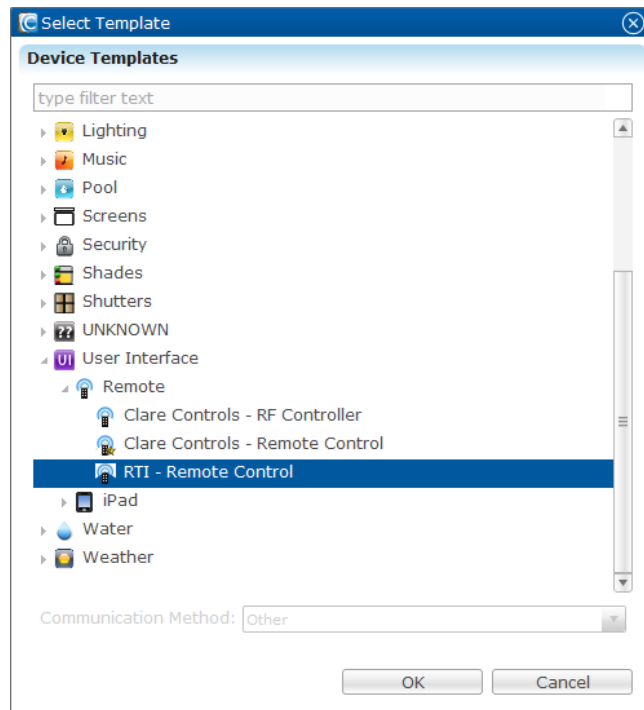 Select Template
Device Templates
type filter text
Lighting
Music
Pool
Screens
Security
Shades
Shutters
?? UNKNOWN
UI User Interface
Remote
Clare Controls - RF Controller
Clare Controls - Remote Control
RTI - Remote Control
iPad
Water
Weather
Communication Method: Other
OK Cancel